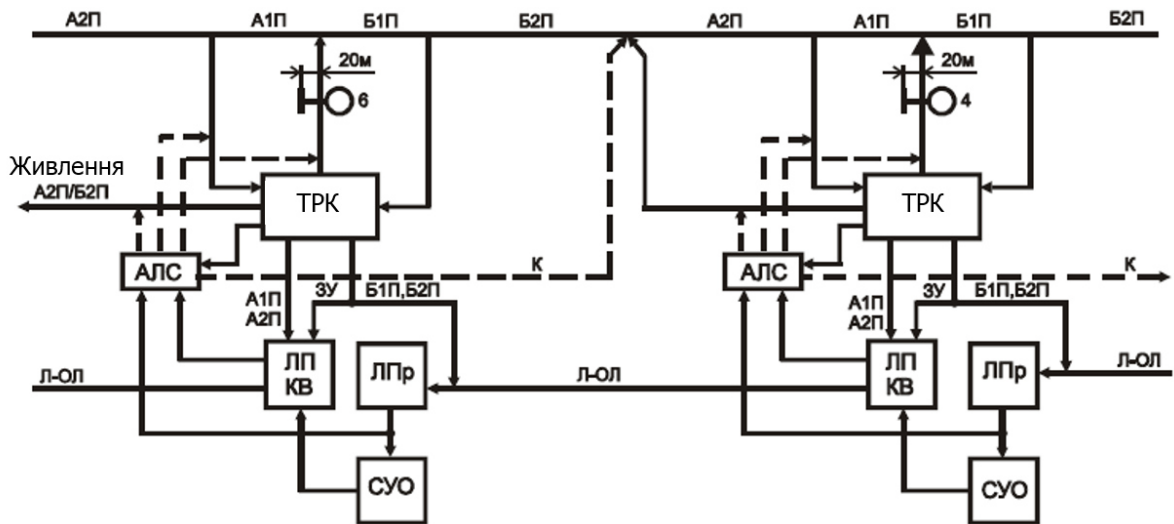 А2П А1П Б1П Б2П А2П А1П Б1П Б2П
20м 20м
6 4
Живлення
А2П/Б2П
ТРК ТРК
АЛС К АЛС К
А1П ЗУ Б1П,Б2П А1П ЗУ Б1П,Б2П
А2П А2П
ЛП ЛП
Л-ОЛ КВ ЛПр Л-ОЛ КВ ЛПр Л-ОЛ
СУО СУО